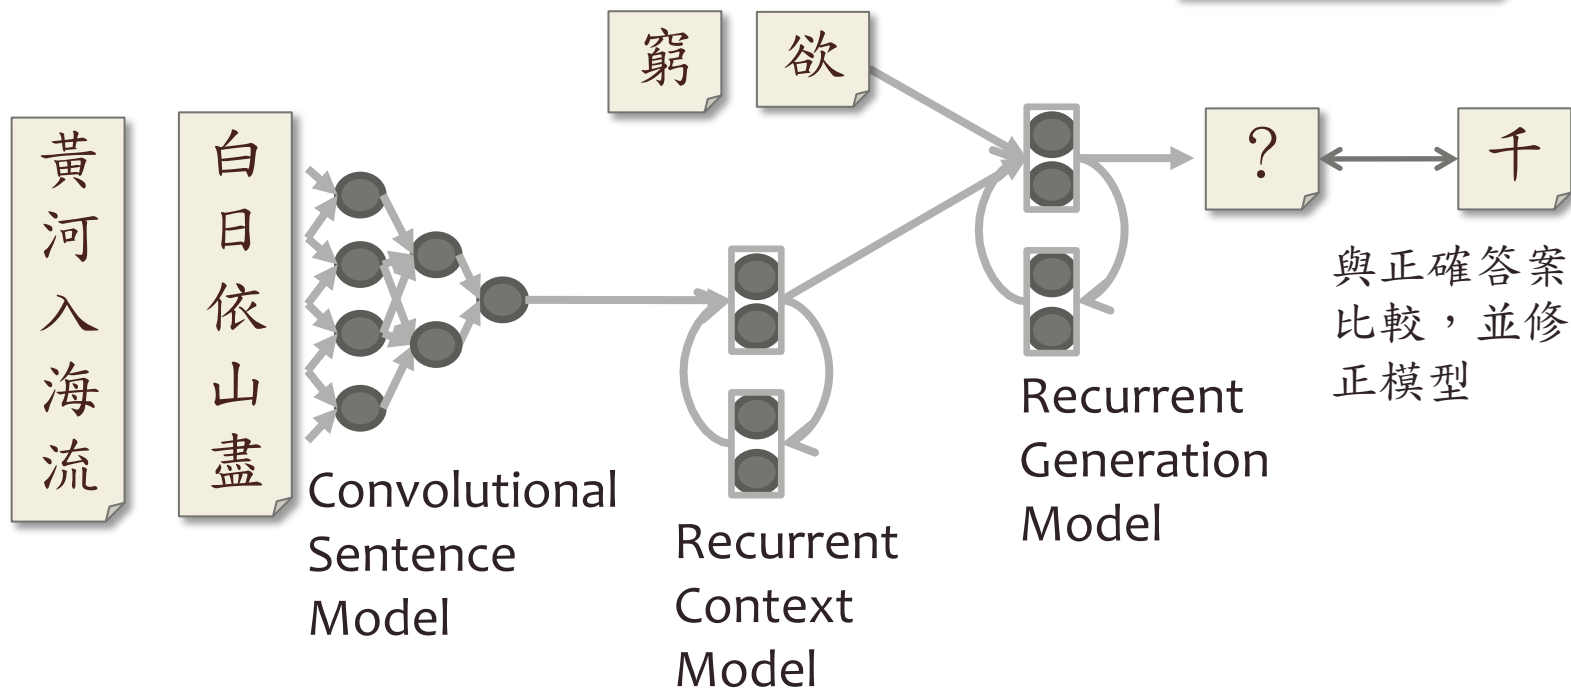 窮
欲
黃河入海流
白日依山盡
?
千
與正確答案
比較，並修
正模型
Convolutional
Sentence
Model
Recurrent
Context
Model
Recurrent
Generation
Model